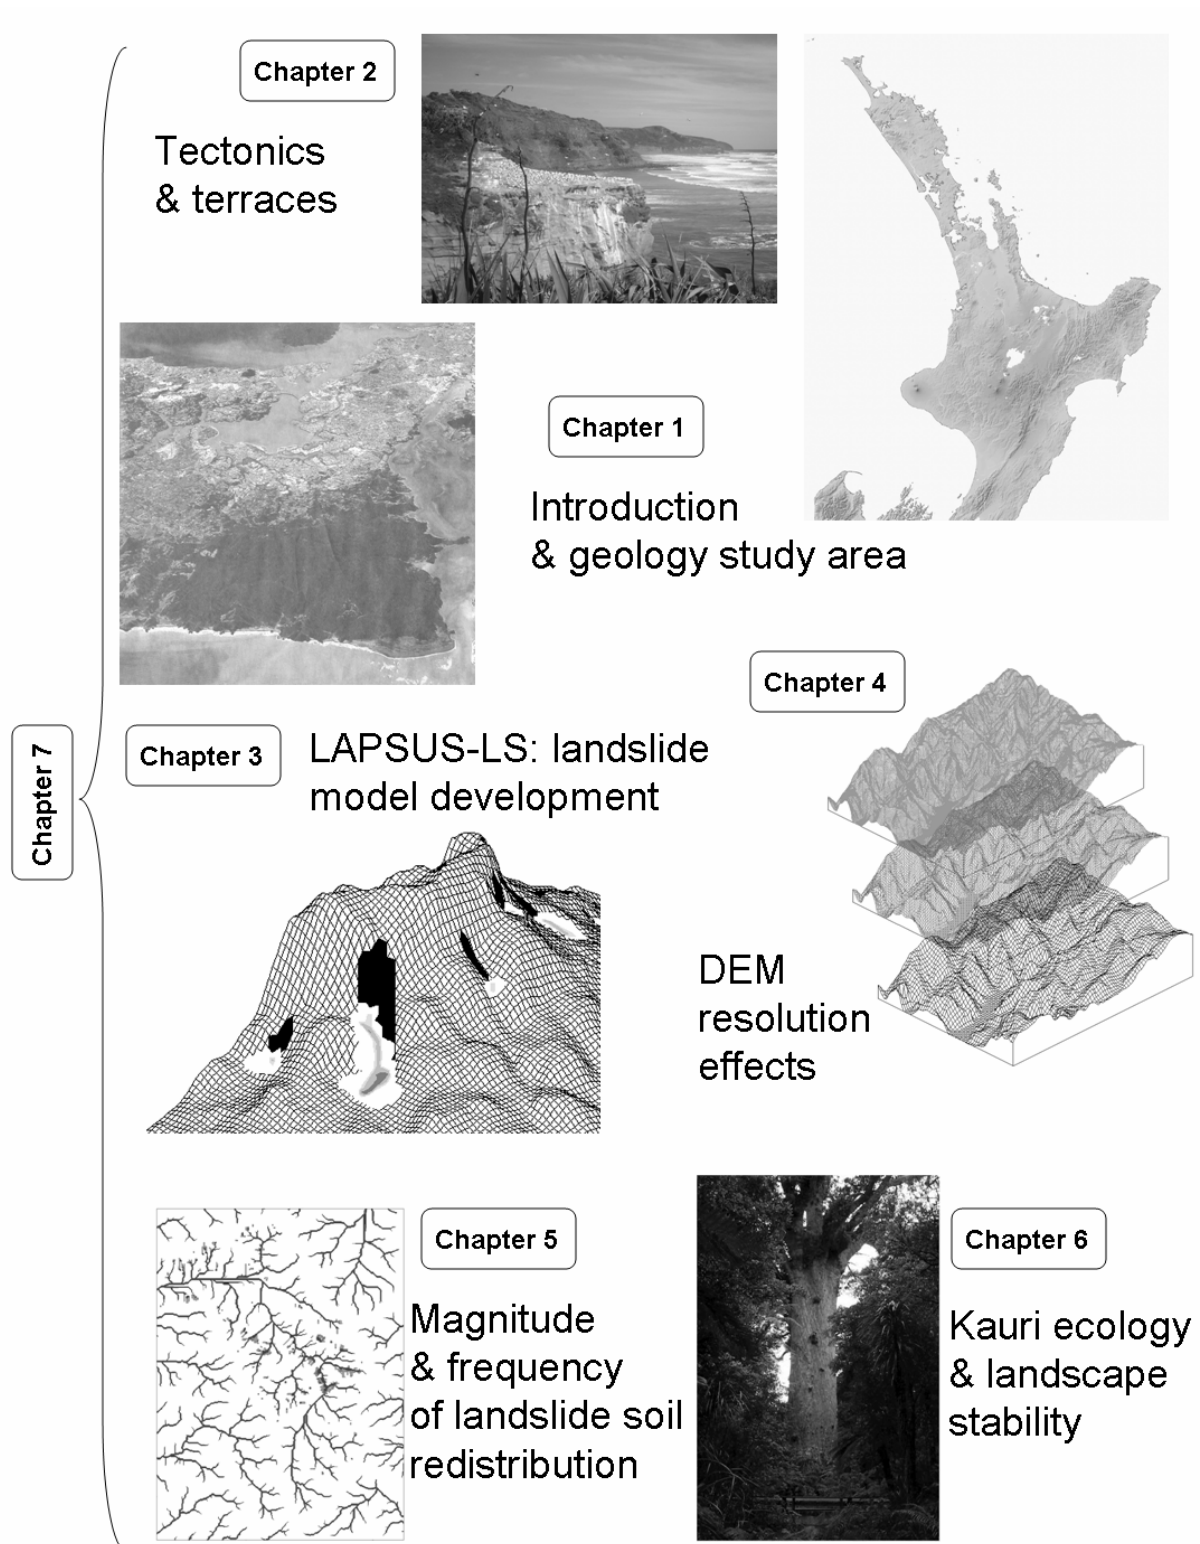 Chapter 2
Tectonics
& terraces
Chapter 1
Introduction
& geology study area
Chapter 4
Chapter 7
Chapter 3
LAPSUS-LS: landslide
model development
DEM
resolution
effects
Chapter 5
Magnitude
& frequency
of landslide soil
redistribution
Chapter 6
Kauri ecology
& landscape
stability